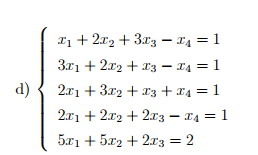 x₁ + 2x₂ + 3x₃ − x₄ = 1
3x₁ + 2x₂ + x₃ − x₄ = 1
d) 2x₁ + 3x₂ + x₃ + x₄ = 1
2x₁ + 2x₂ + 2x₃ − x₄ = 1
5x₁ + 5x₂ + 2x₃ = 2